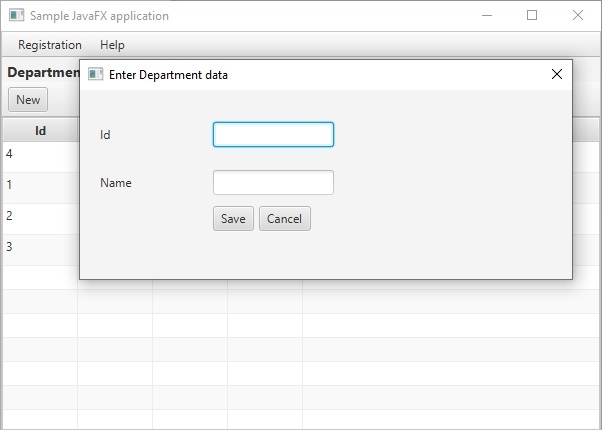 Sample JavaFX application
Registration Help
Departmen
Enter Department data
New
Id
4
1
2
3
Id
Name
Save Cancel